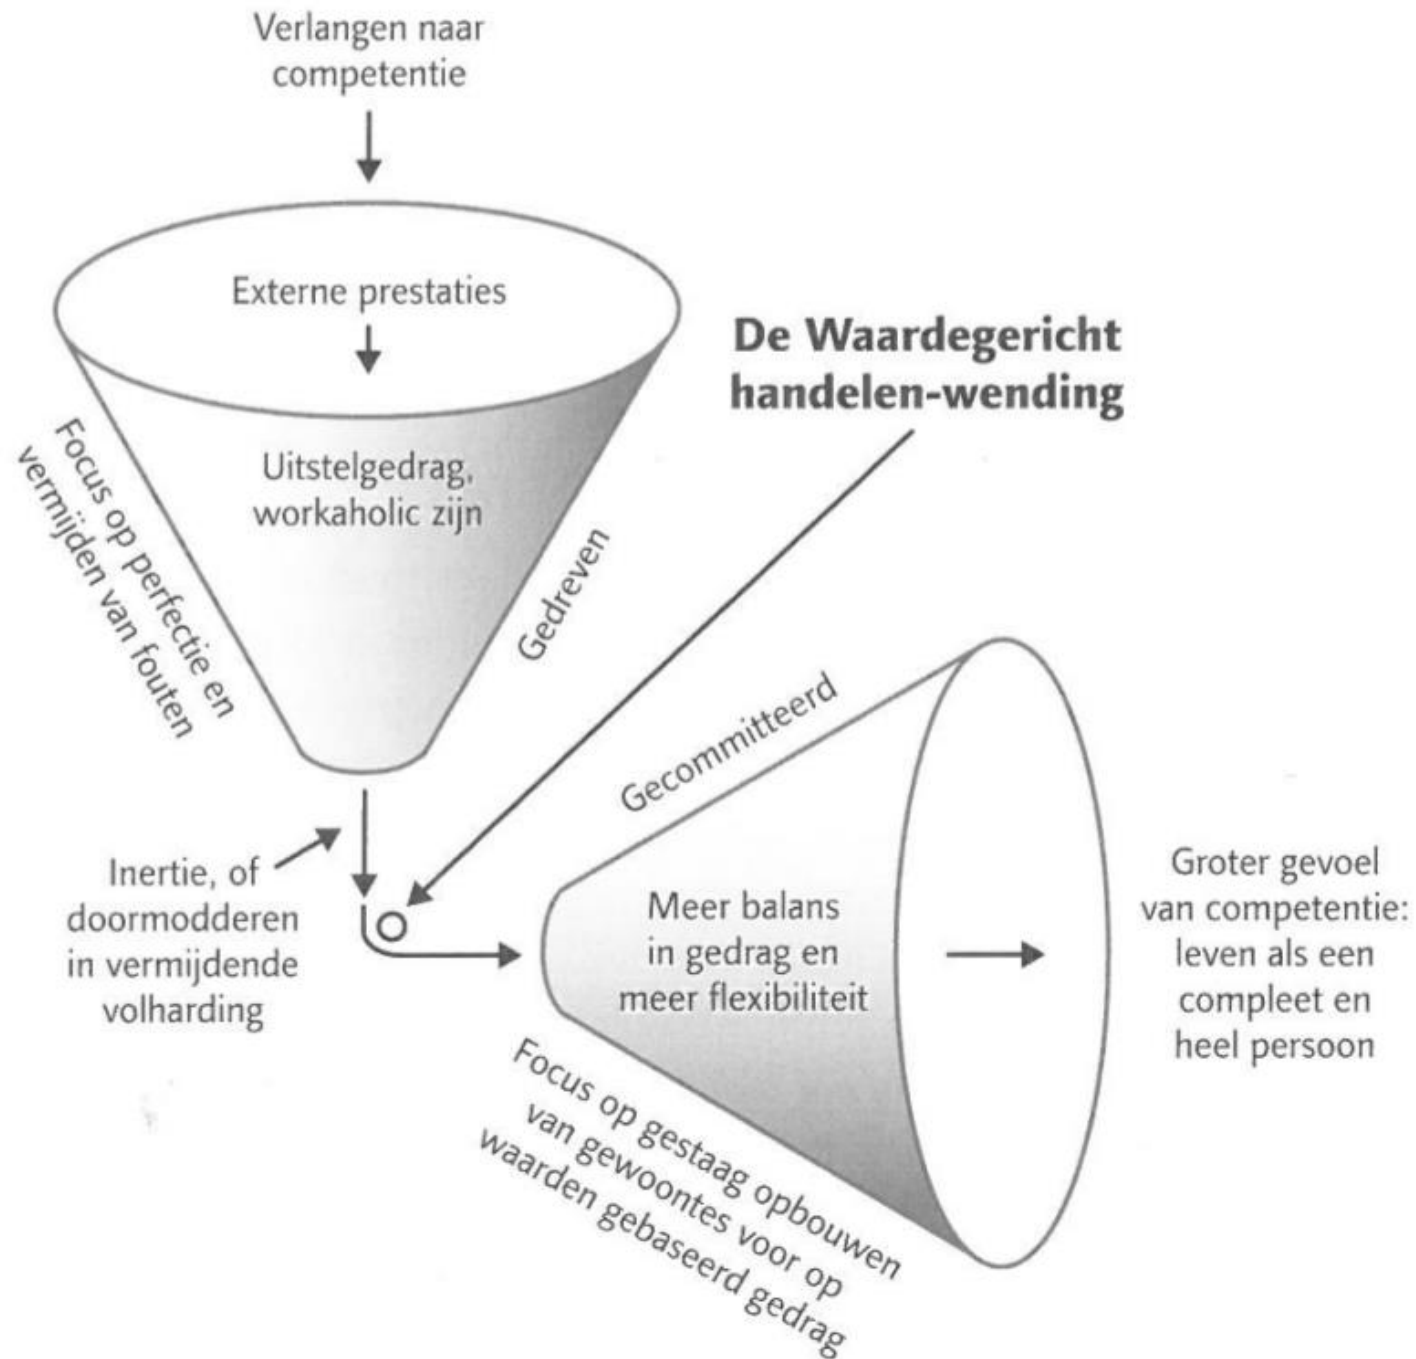 Verlangen naar
competentie
Externe prestaties
De Waardegericht
handelen-wending
Focus op perfectie en
vermijden van fouten
Uitstelgedrag,
workaholic zijn
Gedreven
Gecommitteerd
Inertie, of
doormodderen
in vermijdende
volharding
Meer balans
in gedrag en
meer flexibiliteit
Groter gevoel
van competentie:
leven als een
compleet en
heel persoon
Focus op gestaag opbouwen
van gewoontes voor op
waarden gebaseerd gedrag